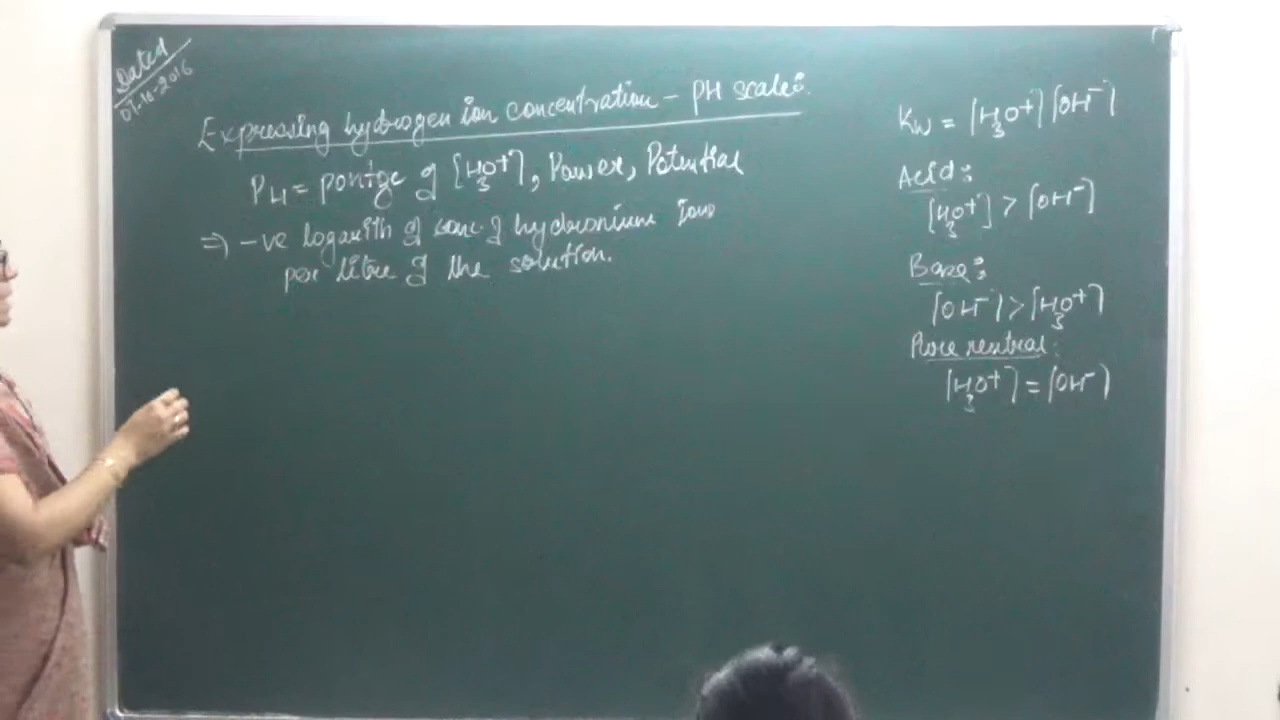 Dated
07-10-2016
Expressing hydrogen ion concentration - PH scale:
PH = pontge of [H3O+], Power, Potential
=> -ve logarith of conc. of hydronium Ions
per litre of the solution.
Kw = [H3O+][OH-]
Acid:
[H3O+] > [OH-]
Base:
[OH-] > [H3O+]
Pure neutral:
[H3O+] = [OH-]